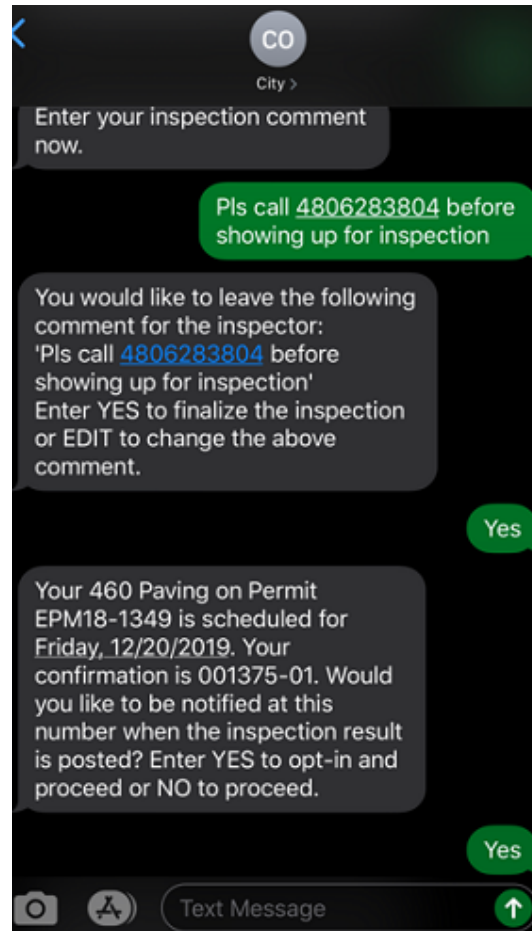 CO
City >
Enter your inspection comment
now.
Pls call 4806283804 before
showing up for inspection
You would like to leave the following
comment for the inspector:
'Pls call 4806283804 before
showing up for inspection'
Enter YES to finalize the inspection
or EDIT to change the above
comment.
Yes
Your 460 Paving on Permit
EPM18-1349 is scheduled for
Friday, 12/20/2019. Your
confirmation is 001375-01. Would
you like to be notified at this
number when the inspection result
is posted? Enter YES to opt-in and
proceed or NO to proceed.
Yes
Text Message